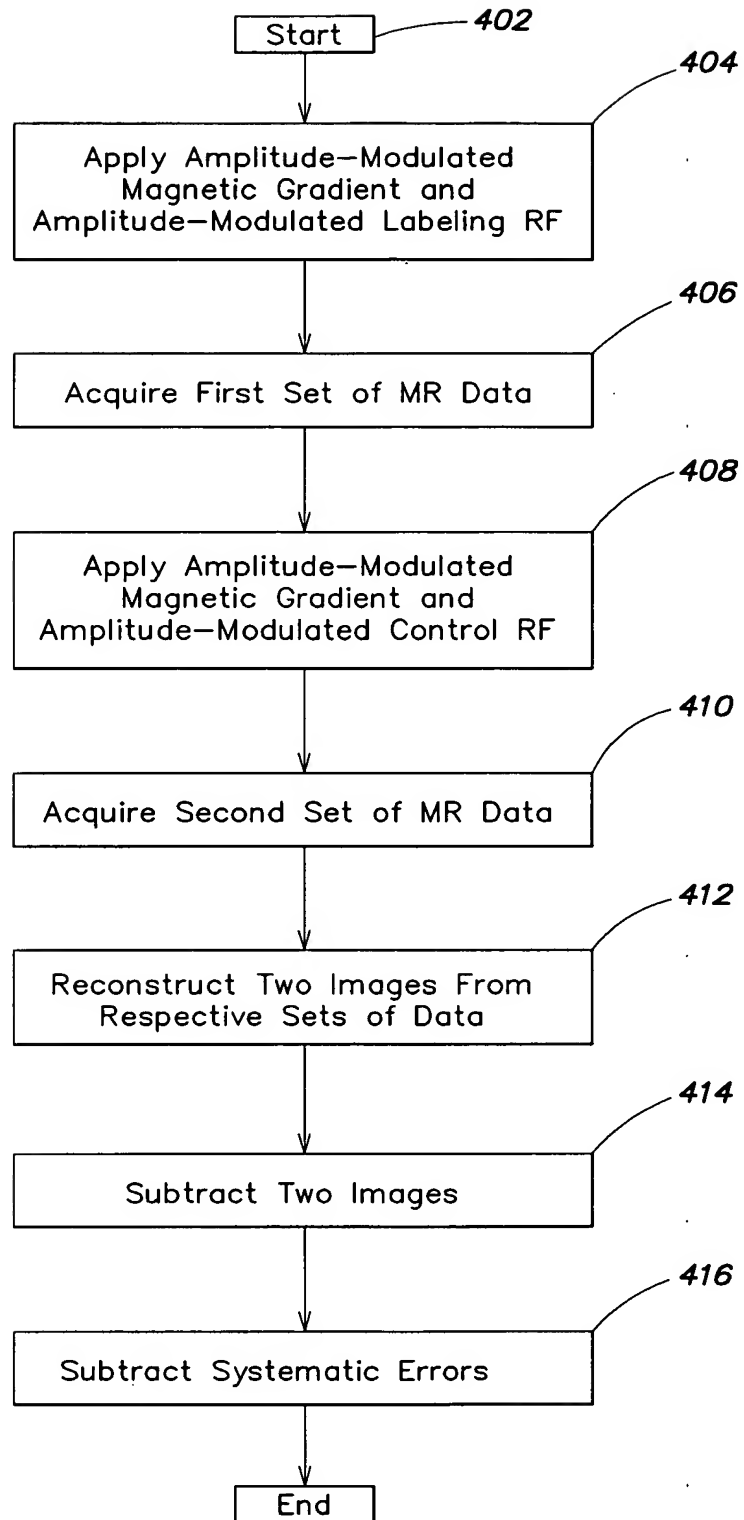 Start
402
404
Apply Amplitude-Modulated
Magnetic Gradient and
Amplitude-Modulated Labeling RF
406
Acquire First Set of MR Data
408
Apply Amplitude-Modulated
Magnetic Gradient and
Amplitude-Modulated Control RF
410
Acquire Second Set of MR Data
412
Reconstruct Two Images From
Respective Sets of Data
414
Subtract Two Images
416
Subtract Systematic Errors
End